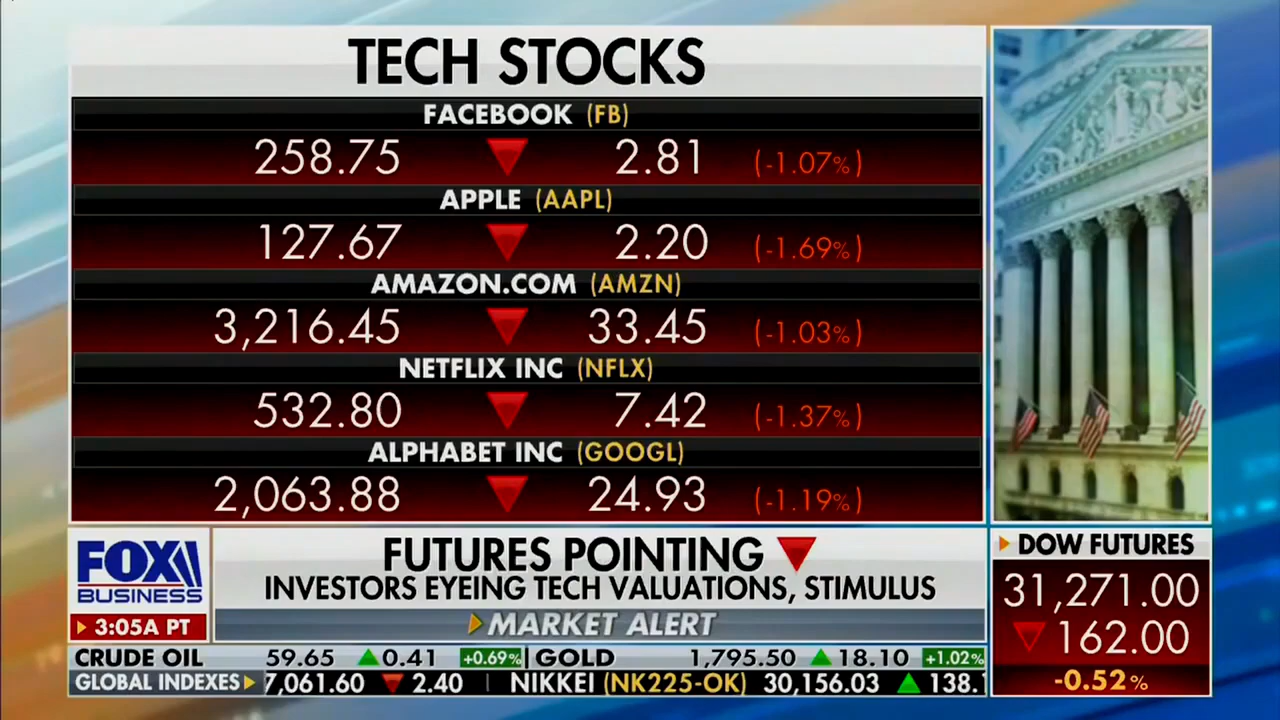 TECH STOCKS
FACEBOOK (FB)
258.75 ▼ 2.81 (-1.07%)
APPLE (AAPL)
127.67 ▼ 2.20 (-1.69%)
AMAZON.COM (AMZN)
3,216.45 ▼ 33.45 (-1.03%)
NETFLIX INC (NFLX)
532.80 ▼ 7.42 (-1.37%)
ALPHABET INC (GOOGL)
2,063.88 ▼ 24.93 (-1.19%)
FOX
BUSINESS
3:05A PT
FUTURES POINTING ▼
INVESTORS EYEING TECH VALUATIONS, STIMULUS
MARKET ALERT
DOW FUTURES
31,271.00
▼ 162.00
-0.52%
CRUDE OIL 59.65 ▲ 0.41 +0.69% GOLD 1,795.50 ▲ 18.10 +1.02%
GLOBAL INDEXES 7,061.60 ▼ 2.40 NIKKEI (NK225-OK) 30,156.03 ▲ 138.1